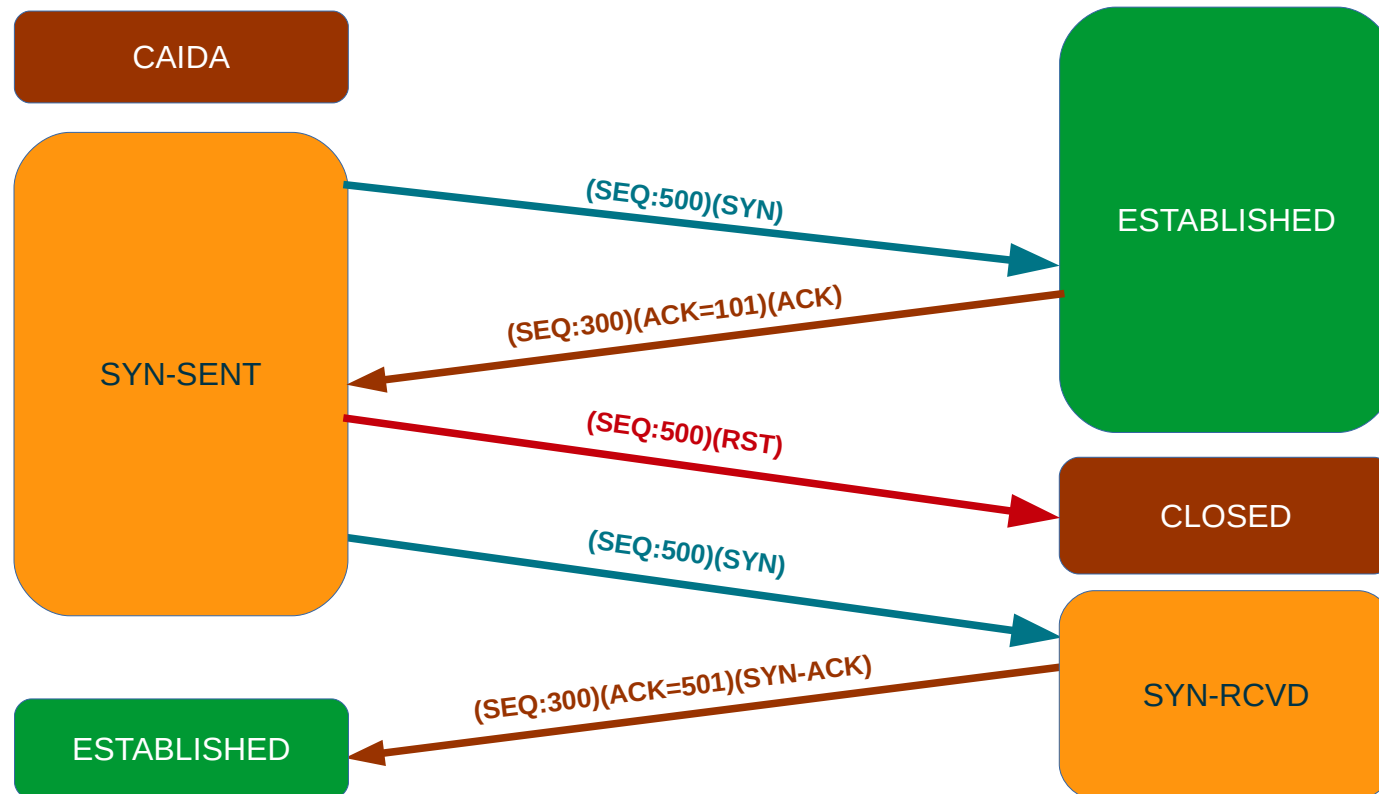 CAIDA
ESTABLISHED
(SEQ:500)(SYN)
(SEQ:300)(ACK=101)(ACK)
SYN-SENT
(SEQ:500)(RST)
CLOSED
(SEQ:500)(SYN)
(SEQ:300)(ACK=501)(SYN-ACK)
SYN-RCVD
ESTABLISHED